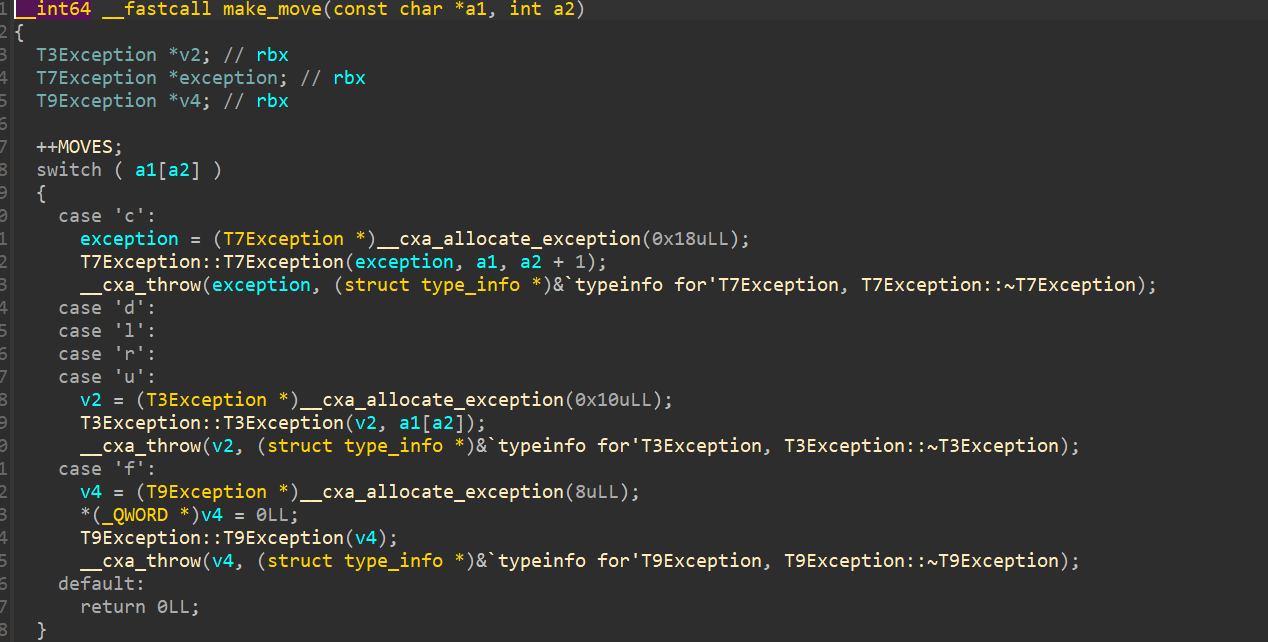 1 __int64 __fastcall make_move(const char *a1, int a2)
2 {
3 T3Exception *v2; // rbx
4 T7Exception *exception; // rbx
5 T9Exception *v4; // rbx
6
7 ++MOVES;
8 switch ( a1[a2] )
9 {
0 case 'c':
1 exception = (T7Exception *)__cxa_allocate_exception(0x18uLL);
2 T7Exception::T7Exception(exception, a1, a2 + 1);
3 __cxa_throw(exception, (struct type_info *)&`typeinfo for'T7Exception, T7Exception::~T7Exception);
4 case 'd':
5 case 'l':
6 case 'r':
7 case 'u':
8 v2 = (T3Exception *)__cxa_allocate_exception(0x10uLL);
9 T3Exception::T3Exception(v2, a1[a2]);
0 __cxa_throw(v2, (struct type_info *)&`typeinfo for'T3Exception, T3Exception::~T3Exception);
1 case 'f':
2 v4 = (T9Exception *)__cxa_allocate_exception(8uLL);
3 *(_QWORD *)v4 = 0LL;
4 T9Exception::T9Exception(v4);
5 __cxa_throw(v4, (struct type_info *)&`typeinfo for'T9Exception, T9Exception::~T9Exception);
6 default:
7 return 0LL;
8 }